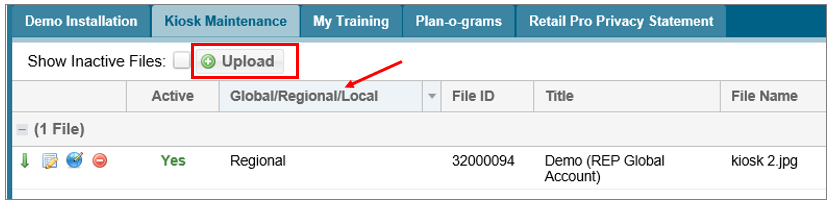 Demo Installation Kiosk Maintenance My Training Plan-o-grams Retail Pro Privacy Statement
Show Inactive Files: Upload
Active Global/Regional/Local File ID Title File Name
(1 File)
Yes Regional 32000094 Demo (REP Global kiosk 2.jpg
Account)